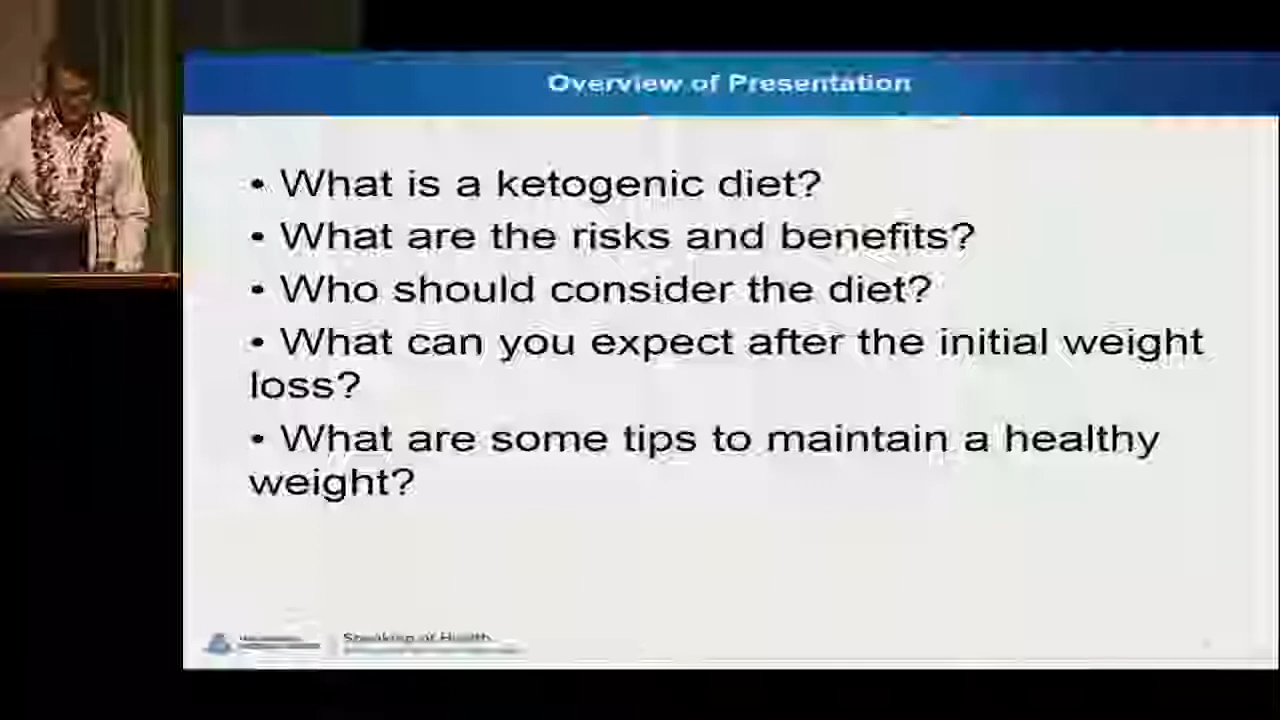 Overview of Presentation
• What is a ketogenic diet?
• What are the risks and benefits?
• Who should consider the diet?
• What can you expect after the initial weight
loss?
• What are some tips to maintain a healthy
weight?
Speaking of Health